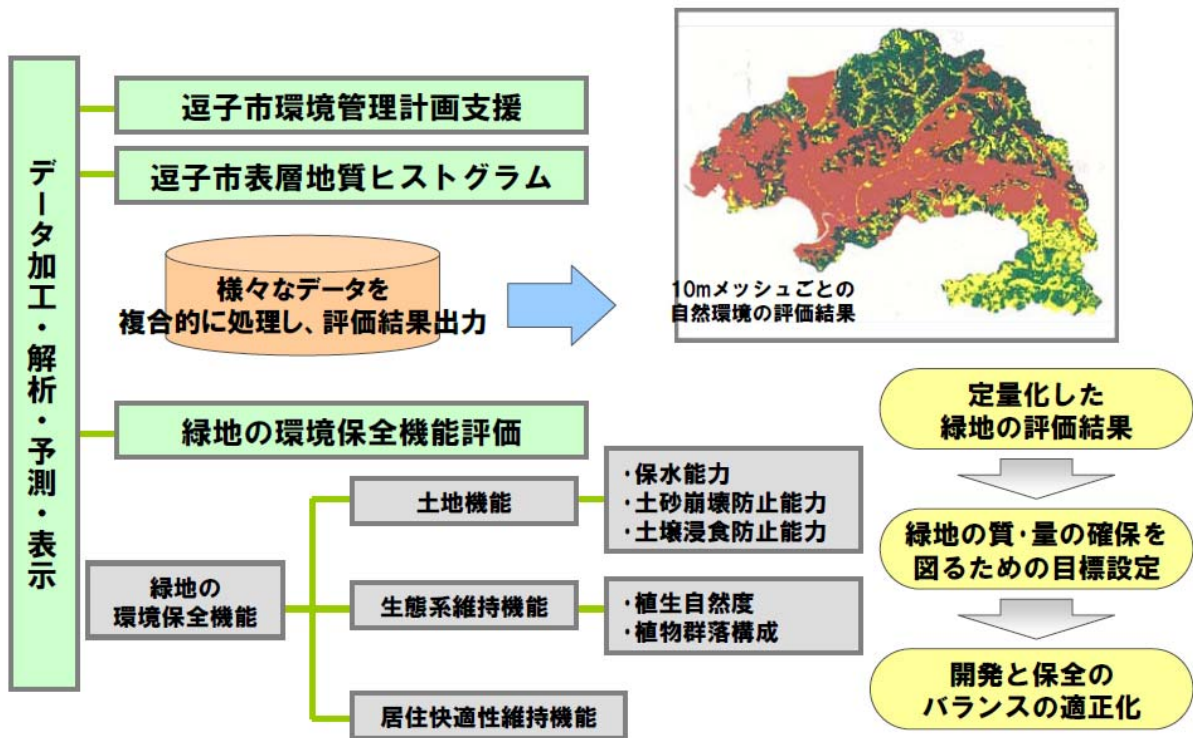 データ加工・解析・予測・表示
逗子市環境管理計画支援
逗子市表層地質ヒストグラム
様々なデータを
複合的に処理し、評価結果出力
10mメッシュごとの
自然環境の評価結果
緑地の環境保全機能評価
緑地の
環境保全機能
土地機能
・保水能力
・土砂崩壊防止能力
・土壌浸食防止能力
生態系維持機能
・植生自然度
・植物群落構成
居住快適性維持機能
定量化した
緑地の評価結果
緑地の質・量の確保を
図るための目標設定
開発と保全の
バランスの適正化